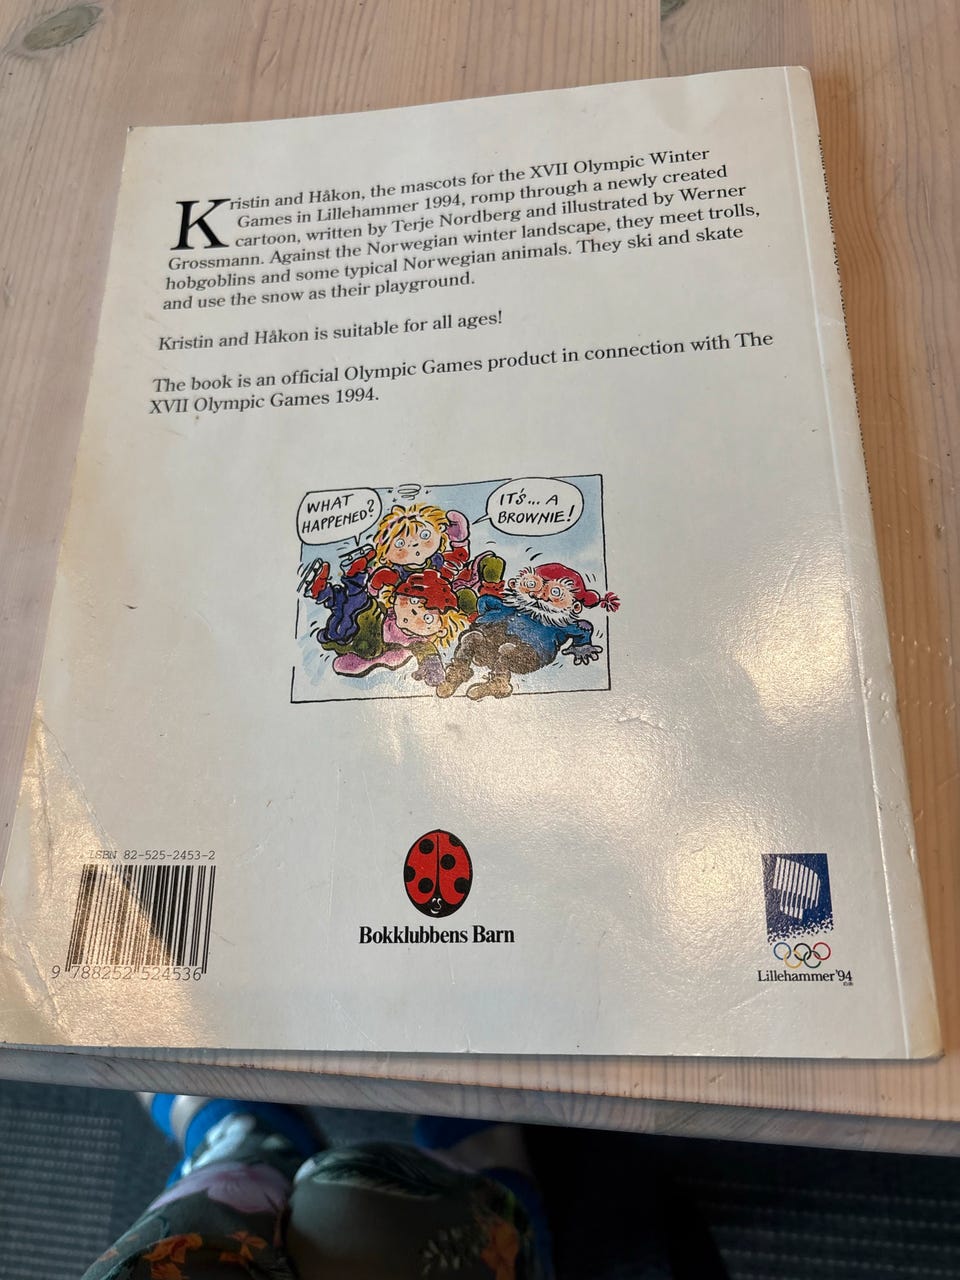 Kristin and Håkon, the mascots for the XVII Olympic Winter
Games in Lillehammer 1994, romp through a newly created
cartoon, written by Terje Nordberg and illustrated by Werner
Grossmann. Against the Norwegian winter landscape, they meet trolls,
hobgoblins and some typical Norwegian animals. They ski and skate
and use the snow as their playground.
Kristin and Håkon is suitable for all ages!
The book is an official Olympic Games product in connection with The
XVII Olympic Games 1994.
WHAT
HAPPENED?
IT'S... A
BROWNIE!
ISBN 82-525-2453-2
9 788252 524536
Bokklubbens Barn
Lillehammer'94